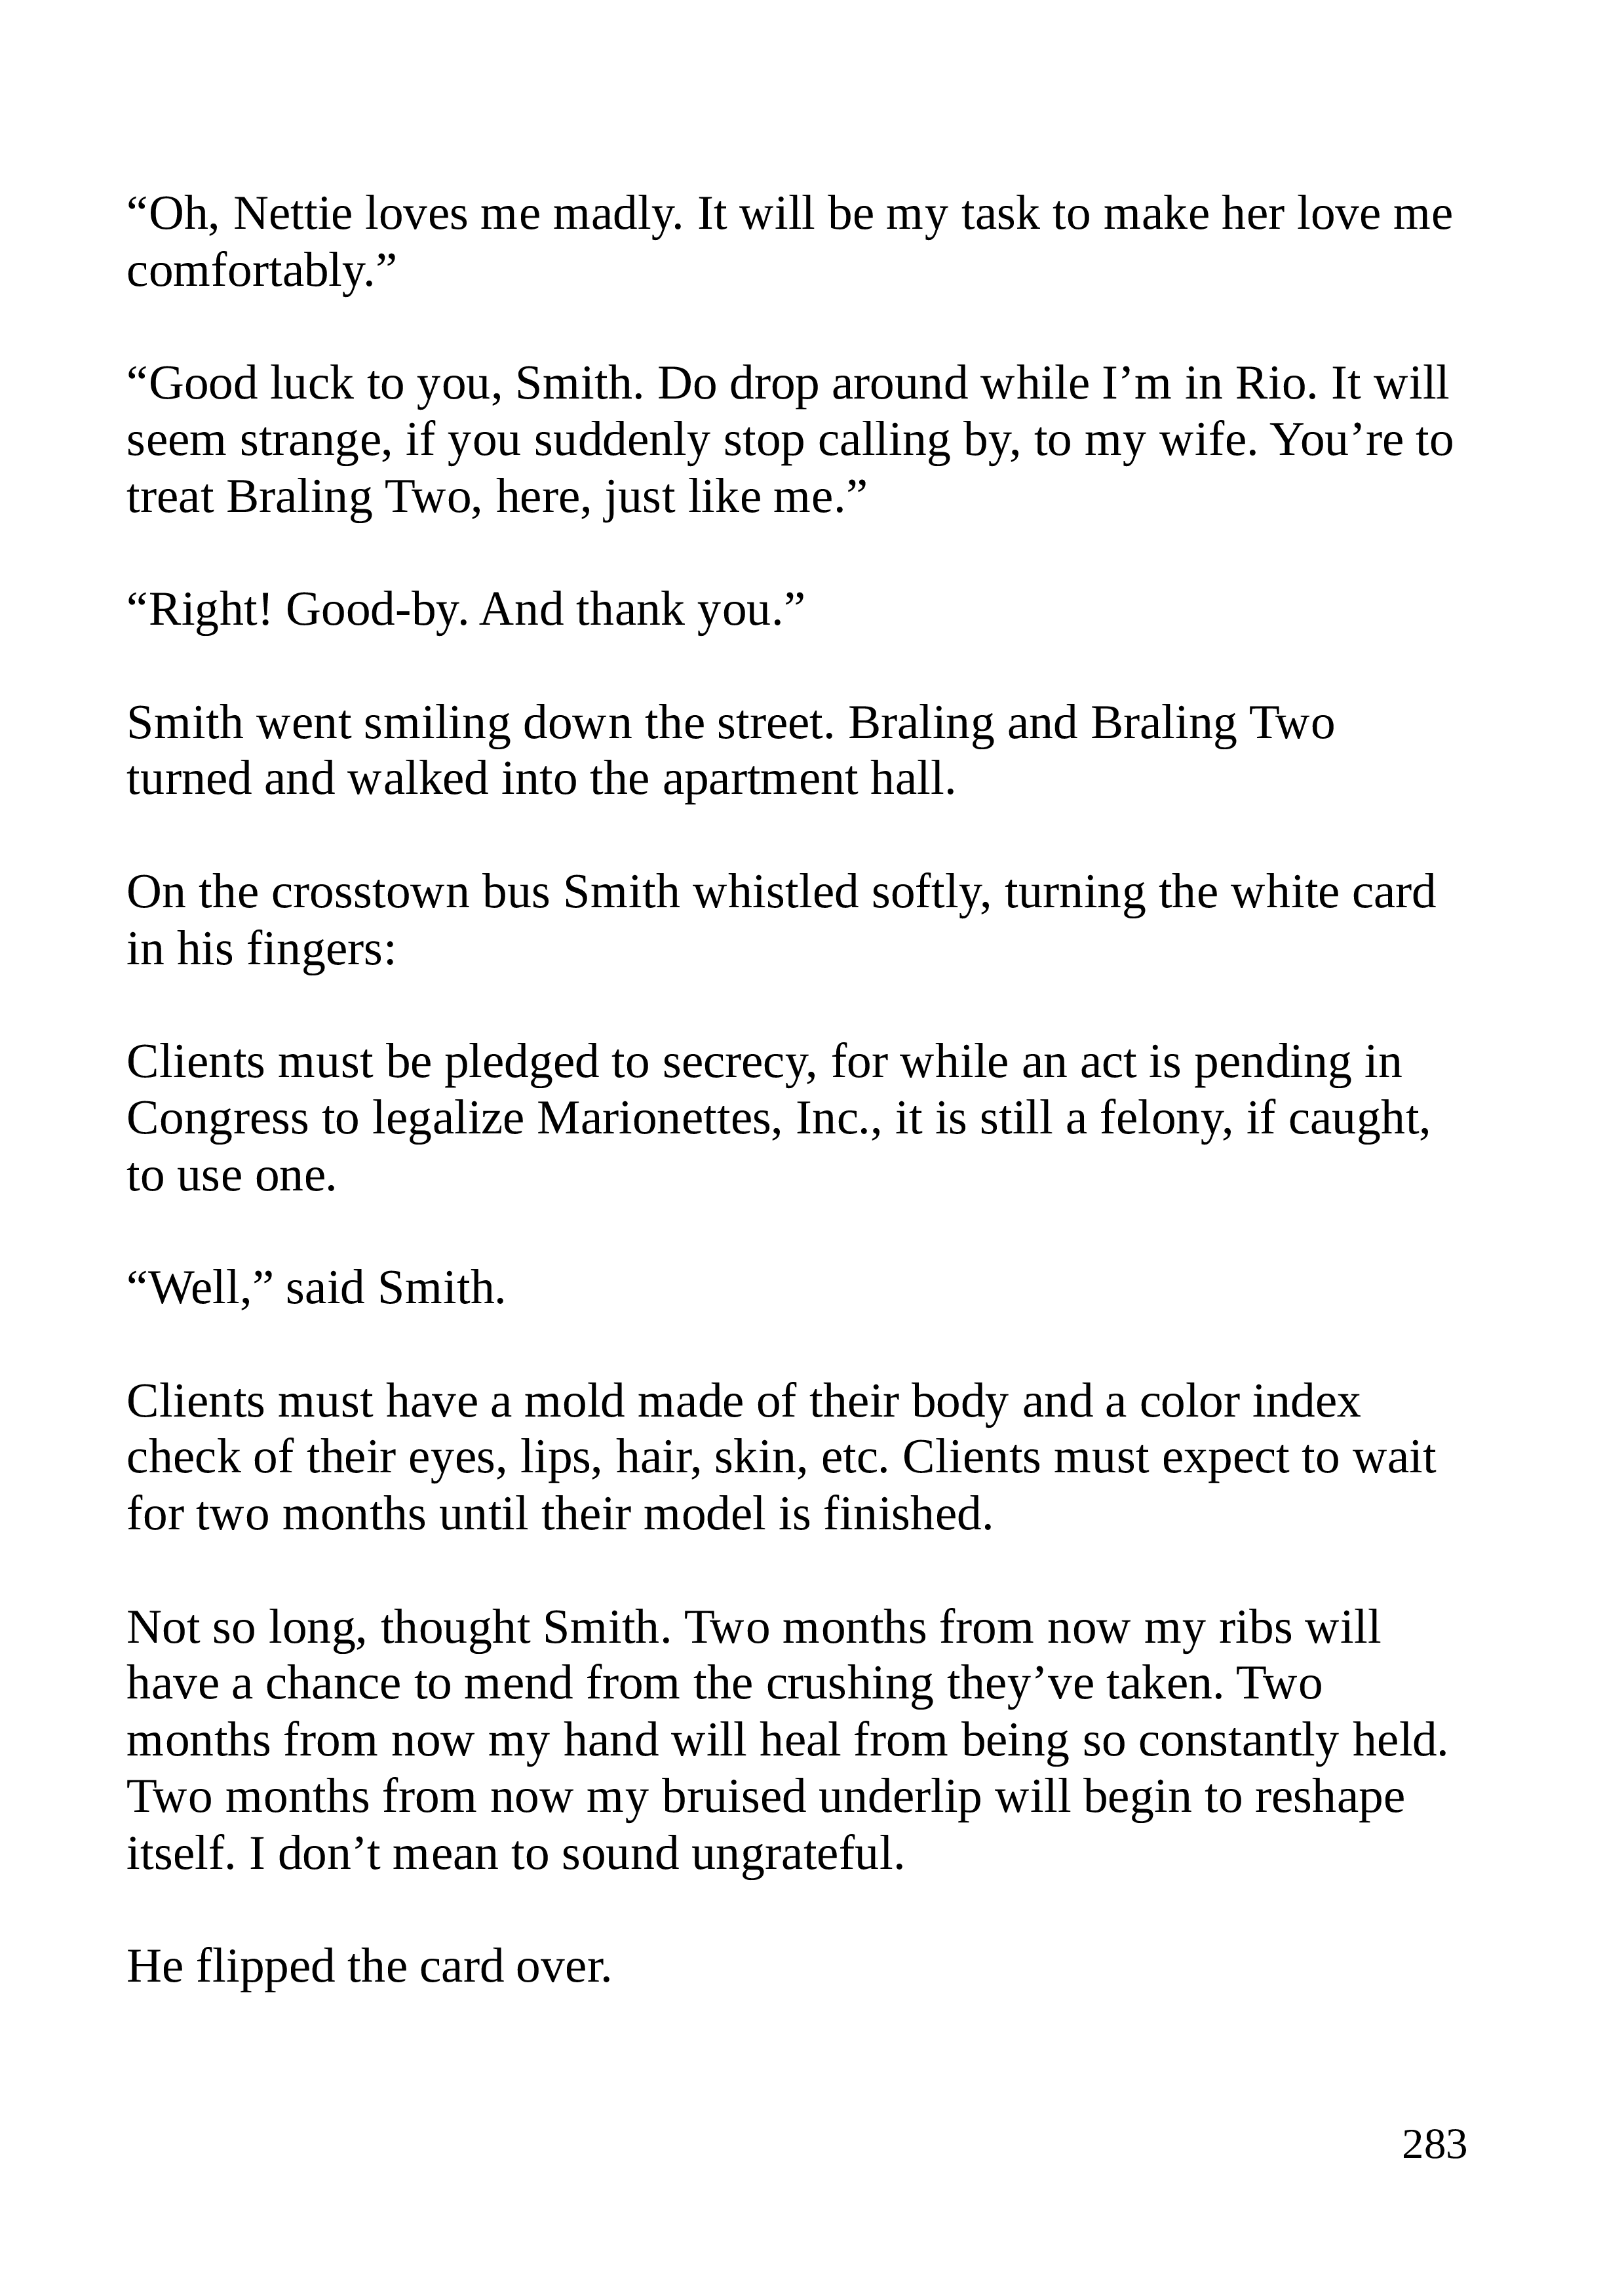 “Oh, Nettie loves me madly. It will be my task to make her love me
comfortably.”
“Good luck to you, Smith. Do drop around while I’m in Rio. It will
seem strange, if you suddenly stop calling by, to my wife. You’re to
treat Braling Two, here, just like me.”
“Right! Good-by. And thank you.”
Smith went smiling down the street. Braling and Braling Two
turned and walked into the apartment hall.
On the crosstown bus Smith whistled softly, turning the white card
in his fingers:
Clients must be pledged to secrecy, for while an act is pending in
Congress to legalize Marionettes, Inc., it is still a felony, if caught,
to use one.
“Well,” said Smith.
Clients must have a mold made of their body and a color index
check of their eyes, lips, hair, skin, etc. Clients must expect to wait
for two months until their model is finished.
Not so long, thought Smith. Two months from now my ribs will
have a chance to mend from the crushing they’ve taken. Two
months from now my hand will heal from being so constantly held.
Two months from now my bruised underlip will begin to reshape
itself. I don’t mean to sound ungrateful.
He flipped the card over.
283